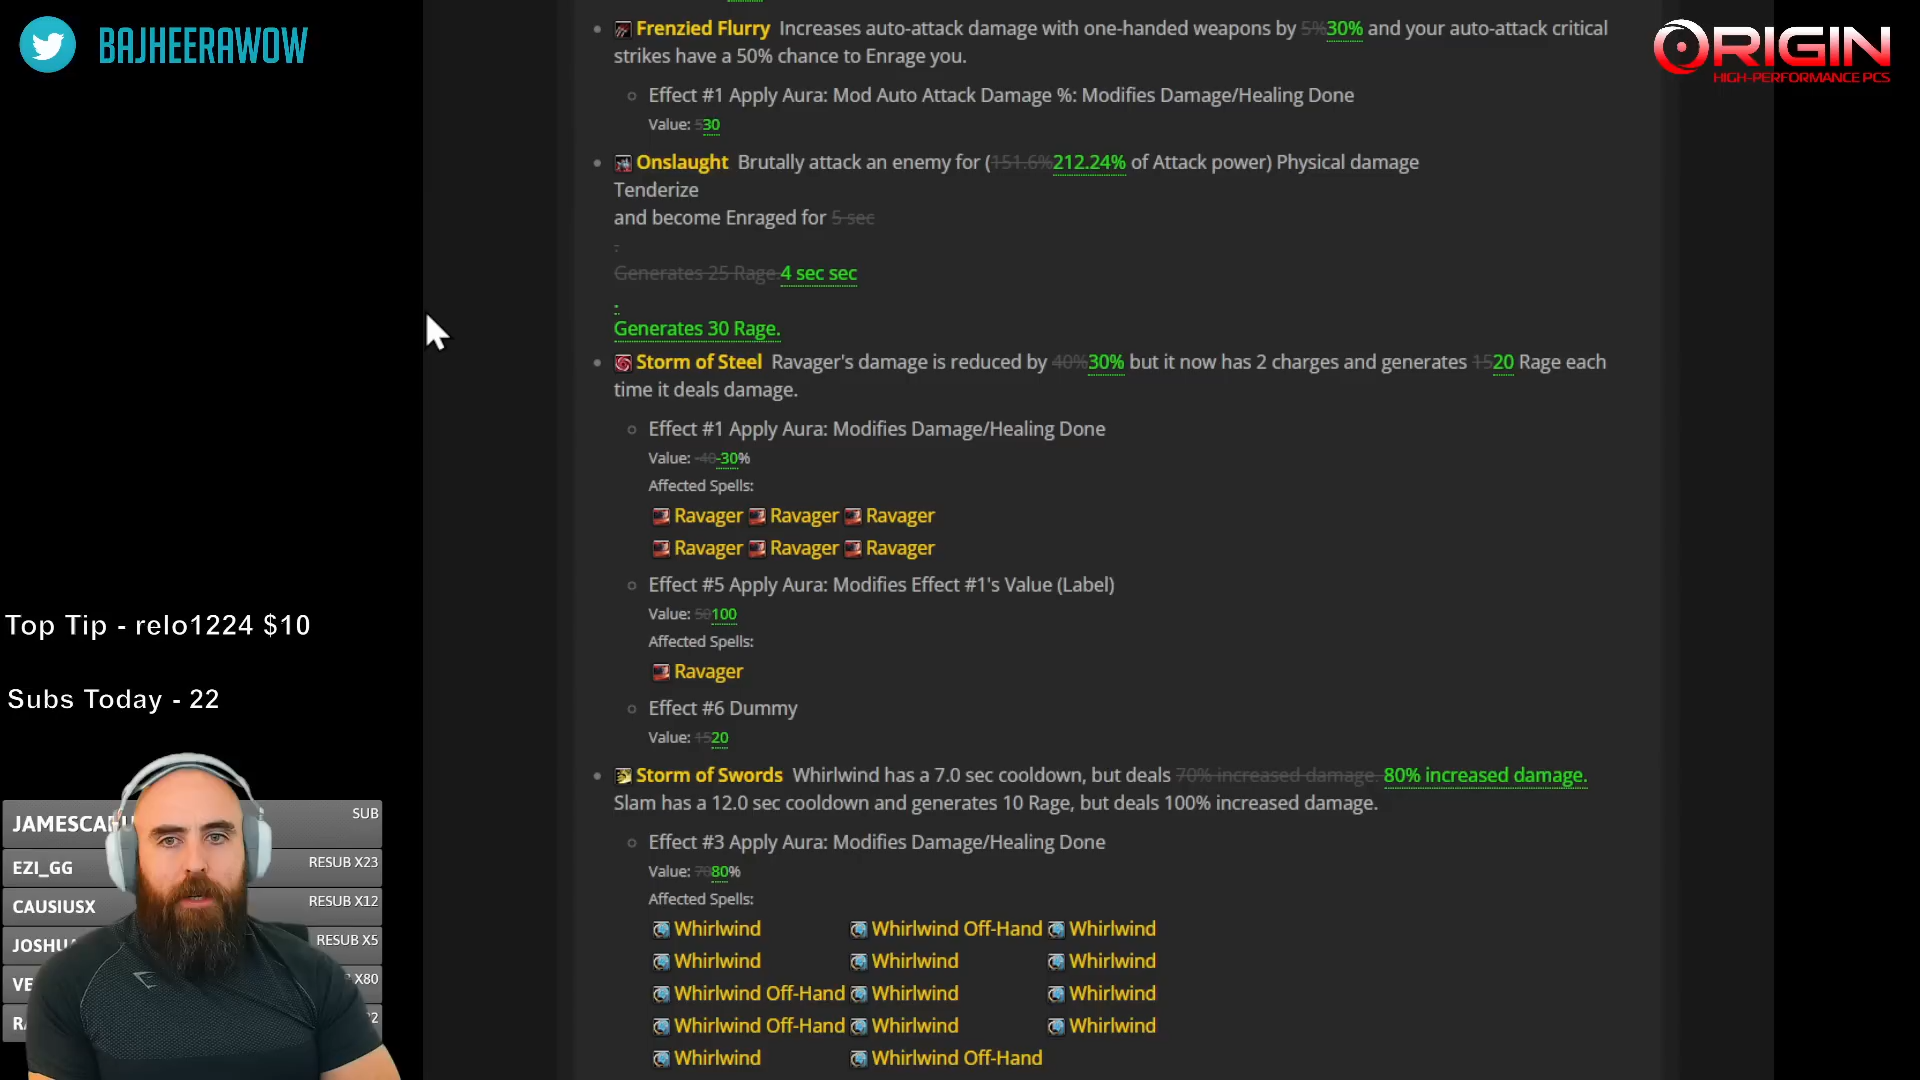 BAJHEERAWOW
ORIGIN
HIGH-PERFORMANCE PCS
Frenzied Flurry Increases auto-attack damage with one-handed weapons by 5%30% and your auto-attack critical
strikes have a 50% chance to Enrage you.
Effect #1 Apply Aura: Mod Auto Attack Damage %: Modifies Damage/Healing Done
Value: 530
Onslaught Brutally attack an enemy for (151.6%212.24% of Attack power) Physical damage
Tenderize
and become Enraged for 5 sec
.
Generates 25 Rage.4 sec sec
.
Generates 30 Rage.
Storm of Steel Ravager's damage is reduced by 40%30% but it now has 2 charges and generates 1520 Rage each
time it deals damage.
Effect #1 Apply Aura: Modifies Damage/Healing Done
Value: -40-30%
Affected Spells:
Ravager Ravager Ravager
Ravager Ravager Ravager
Effect #5 Apply Aura: Modifies Effect #1's Value (Label)
Value: 50100
Affected Spells:
Ravager
Effect #6 Dummy
Value: 1520
Storm of Swords Whirlwind has a 7.0 sec cooldown, but deals 70% increased damage. 80% increased damage.
Slam has a 12.0 sec cooldown and generates 10 Rage, but deals 100% increased damage.
Effect #3 Apply Aura: Modifies Damage/Healing Done
Value: 7080%
Affected Spells:
Whirlwind Whirlwind Off-Hand Whirlwind
Whirlwind Whirlwind Whirlwind
Whirlwind Off-Hand Whirlwind Whirlwind
Whirlwind Off-Hand Whirlwind Whirlwind
Whirlwind Whirlwind Off-Hand
Top Tip - relo1224 $10
Subs Today - 22
SUB
EZI_GG RESUB X23
CAUSIUSX RESUB X12
RESUB X5
X80